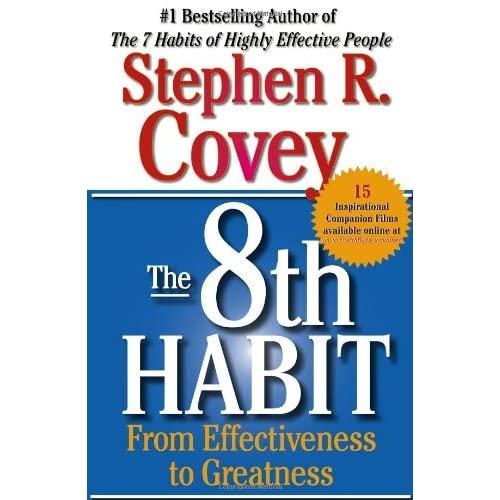 #1 Bestselling Author of
The 7 Habits of Highly Effective People
Stephen R.
Covey
15
Inspirational
Companion Films
available online at
The 8th
HABIT
From Effectiveness
to Greatness